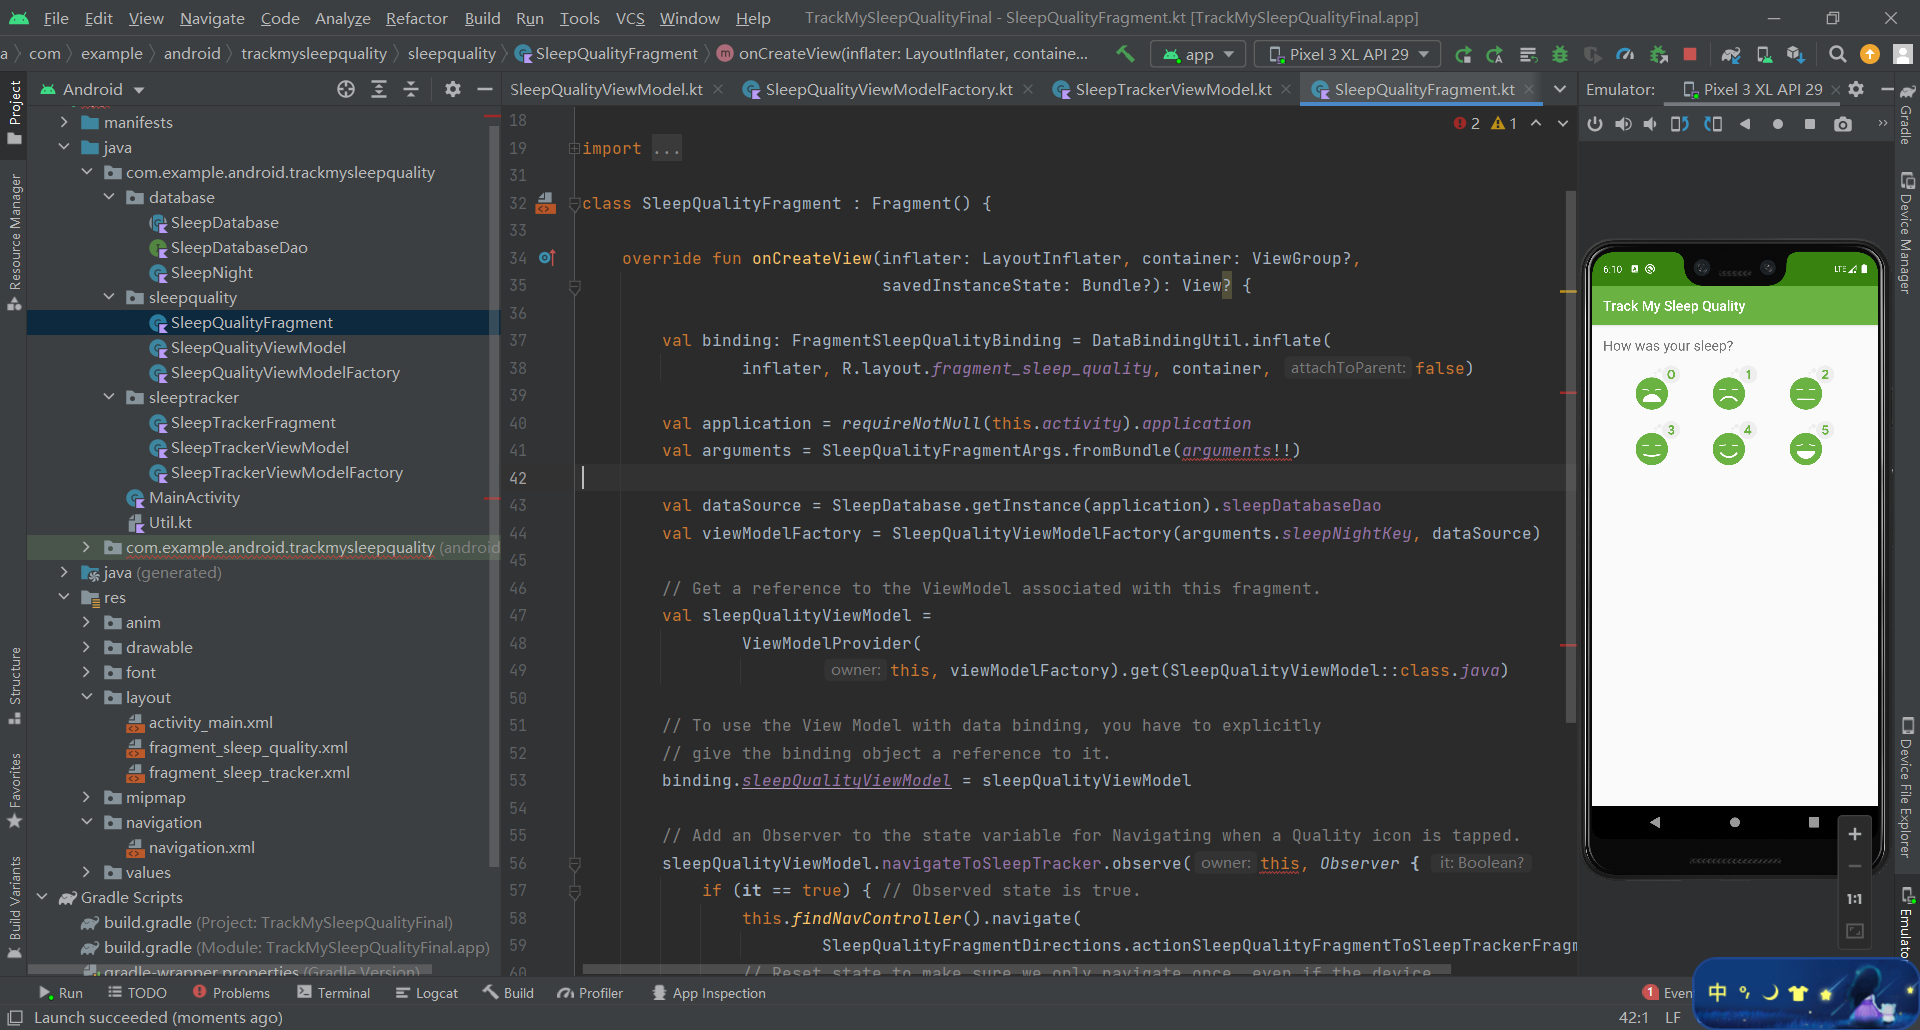 File Edit View Navigate Code Analyze Refactor Build Run Tools VCS Window Help TrackMySleepQualityFinal - SleepQualityFragment.kt [TrackMySleepQualityFinal.app]
a com example android trackmysleepquality sleepquality SleepQualityFragment onCreateView(inflater: LayoutInflater, containe... app Pixel 3 XL API 29
Android
SleepQualityViewModel.kt SleepQualityViewModelFactory.kt SleepTrackerViewModel.kt SleepQualityFragment.kt
Emulator: Pixel 3 XL API 29
Project
Resource Manager
Structure
Favorites
Build Variants
manifests
java
com.example.android.trackmysleepquality
database
SleepDatabase
SleepDatabaseDao
SleepNight
sleepquality
SleepQualityFragment
SleepQualityViewModel
SleepQualityViewModelFactory
sleeptracker
SleepTrackerFragment
SleepTrackerViewModel
SleepTrackerViewModelFactory
MainActivity
Util.kt
com.example.android.trackmysleepquality (android
java (generated)
res
anim
drawable
font
layout
activity_main.xml
fragment_sleep_quality.xml
fragment_sleep_tracker.xml
mipmap
navigation
navigation.xml
values
Gradle Scripts
build.gradle (Project: TrackMySleepQualityFinal)
build.gradle (Module: TrackMySleepQualityFinal.app)
gradle-wrapper.properties (Gradle Version)
2 1
18
19 import ...
31
32 class SleepQualityFragment : Fragment() {
33
34 override fun onCreateView(inflater: LayoutInflater, container: ViewGroup?,
35 savedInstanceState: Bundle?): View? {
36
37 val binding: FragmentSleepQualityBinding = DataBindingUtil.inflate(
38 inflater, R.layout.fragment_sleep_quality, container, attachToParent: false)
39
40 val application = requireNotNull(this.activity).application
41 val arguments = SleepQualityFragmentArgs.fromBundle(arguments!!)
42
43 val dataSource = SleepDatabase.getInstance(application).sleepDatabaseDao
44 val viewModelFactory = SleepQualityViewModelFactory(arguments.sleepNightKey, dataSource)
45
46 // Get a reference to the ViewModel associated with this fragment.
47 val sleepQualityViewModel =
48 ViewModelProvider(
49 owner: this, viewModelFactory).get(SleepQualityViewModel::class.java)
50
51 // To use the View Model with data binding, you have to explicitly
52 // give the binding object a reference to it.
53 binding.sleepQualityViewModel = sleepQualityViewModel
54
55 // Add an Observer to the state variable for Navigating when a Quality icon is tapped.
56 sleepQualityViewModel.navigateToSleepTracker.observe( owner: this, Observer { it: Boolean?
57 if (it == true) { // Observed state is true.
58 this.findNavController().navigate(
59 SleepQualityFragmentDirections.actionSleepQualityFragmentToSleepTrackerFragm
60 // Reset state to make sure we only navigate once, even if the device
6:10 LTE
Track My Sleep Quality
How was your sleep?
0 1 2
3 4 5
1:1
Gradle
Device Manager
Device File Explorer
Emulator
Run TODO Problems Terminal Logcat Build Profiler App Inspection
1 Even
中
Launch succeeded (moments ago)
42:1 LF